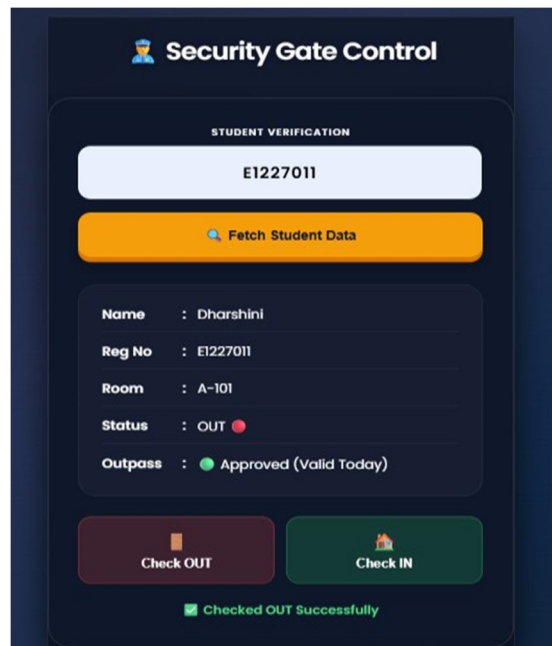 Security Gate Control
STUDENT VERIFICATION
E1227011
Fetch Student Data
Name : Dharshini
Reg No : E1227011
Room : A-101
Status : OUT
Outpass : Approved (Valid Today)
Check OUT
Check IN
Checked OUT Successfully